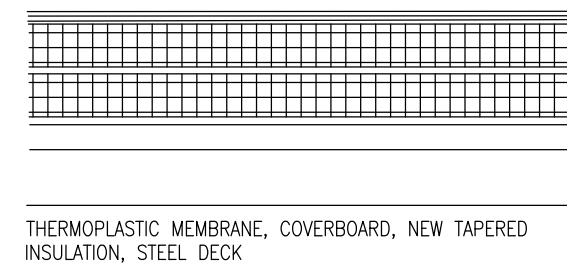 THERMOPLASTIC MEMBRANE, COVERBOARD, NEW TAPERED
INSULATION, STEEL DECK